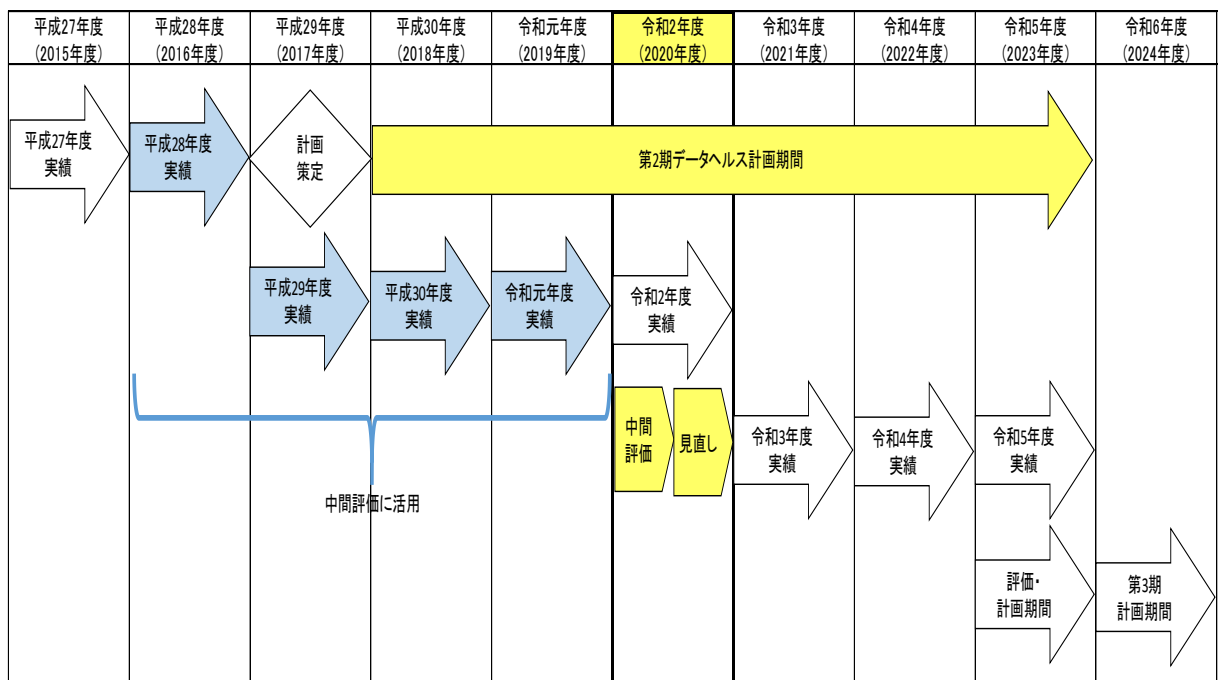 平成27年度
(2015年度)
平成28年度
(2016年度)
平成29年度
(2017年度)
平成30年度
(2018年度)
令和元年度
(2019年度)
令和2年度
(2020年度)
令和3年度
(2021年度)
令和4年度
(2022年度)
令和5年度
(2023年度)
令和6年度
(2024年度)
平成27年度
実績
平成28年度
実績
計画
策定
第2期データヘルス計画期間
平成29年度
実績
平成30年度
実績
令和元年度
実績
令和2年度
実績
中間
評価
見直し
令和3年度
実績
令和4年度
実績
令和5年度
実績
中間評価に活用
評価・
計画期間
第3期
計画期間